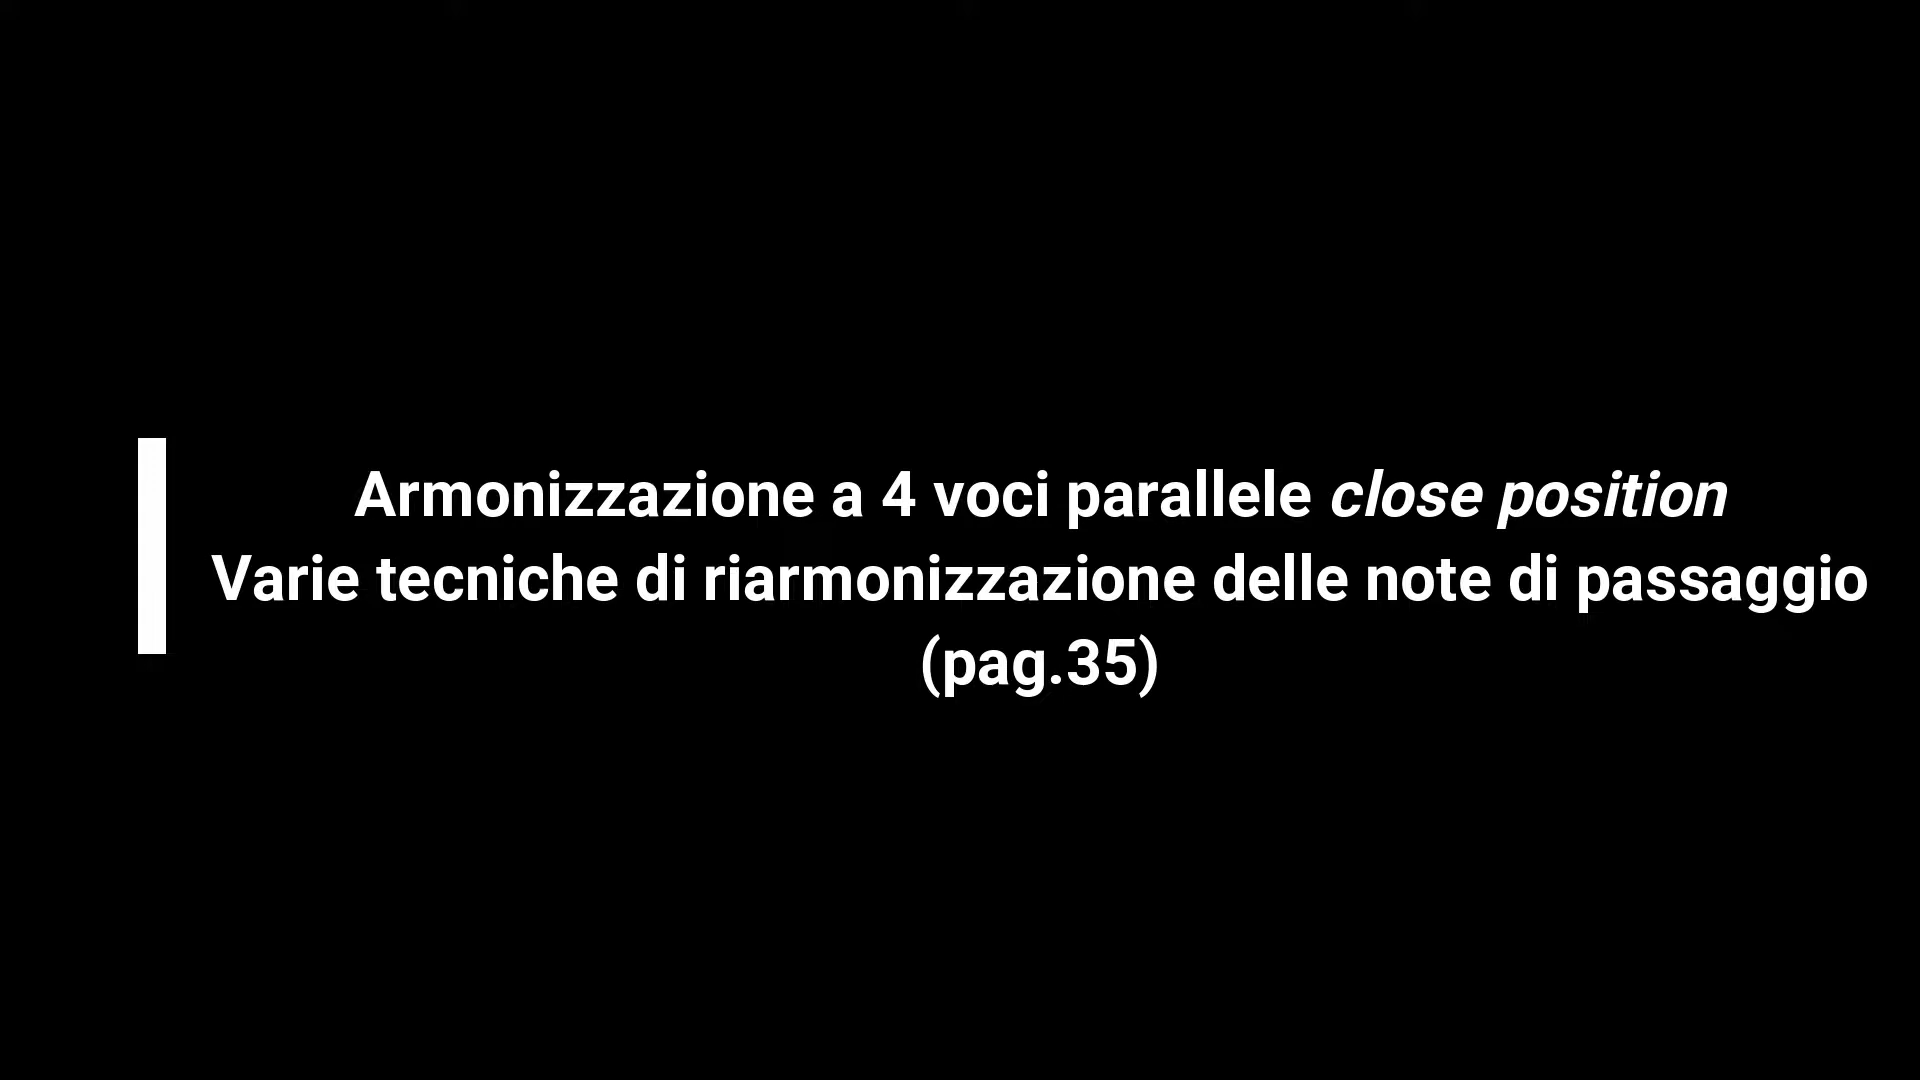 Armonizzazione a 4 voci parallele close position
Varie tecniche di riarmonizzazione delle note di passaggio
(pag.35)